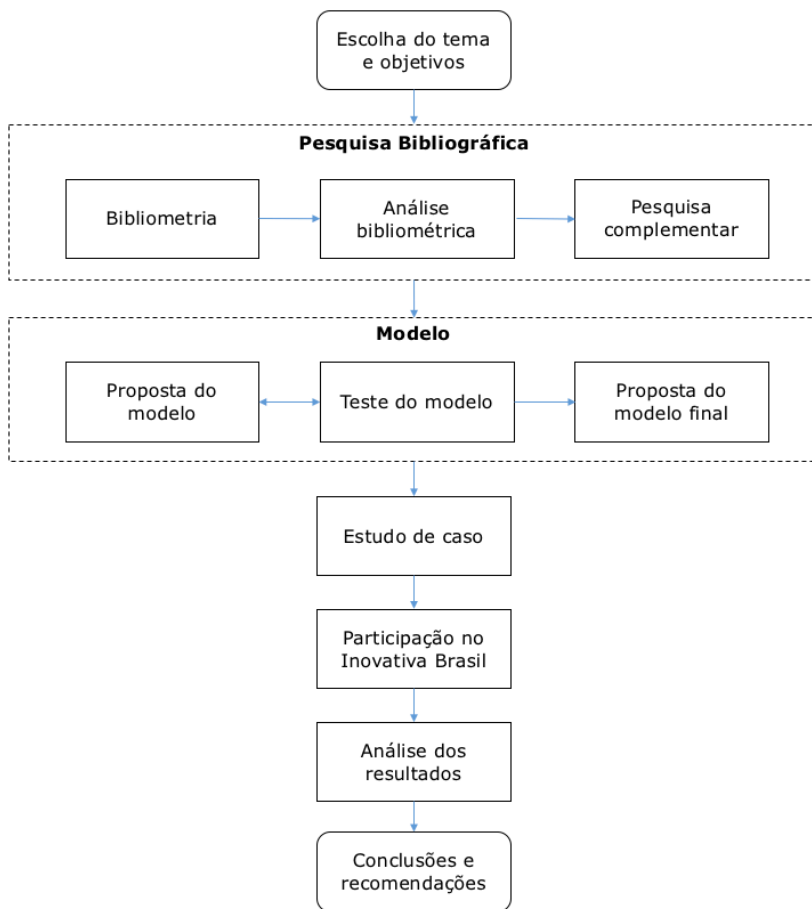 Escolha do tema
e objetivos
Pesquisa Bibliográfica
Bibliometria
Análise
bibliométrica
Pesquisa
complementar
Modelo
Proposta do
modelo
Teste do modelo
Proposta do
modelo final
Estudo de caso
Participação no
Inovativa Brasil
Análise dos
resultados
Conclusões e
recomendações